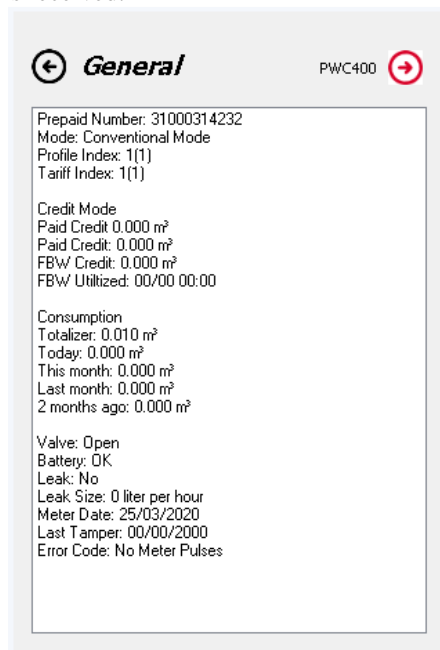 General
PWC400
Prepaid Number: 31000314232
Mode: Conventional Mode
Profile Index: 1(1)
Tariff Index: 1(1)
Credit Mode
Paid Credit 0.000 m³
Paid Credit: 0.000 m³
FBW Credit: 0.000 m³
FBW Utiltized: 00/00 00:00
Consumption
Totalizer: 0.010 m³
Today: 0.000 m³
This month: 0.000 m³
Last month: 0.000 m³
2 months ago: 0.000 m³
Valve: Open
Battery: OK
Leak: No
Leak Size: 0 liter per hour
Meter Date: 25/03/2020
Last Tamper: 00/00/2000
Error Code: No Meter Pulses